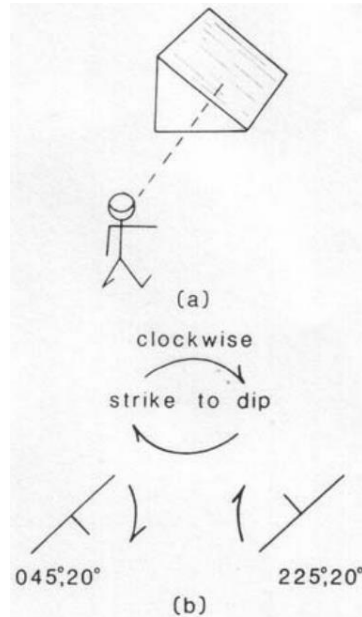 (a)
clockwise
strike to dip
045°,20°
225°,20°
(b)